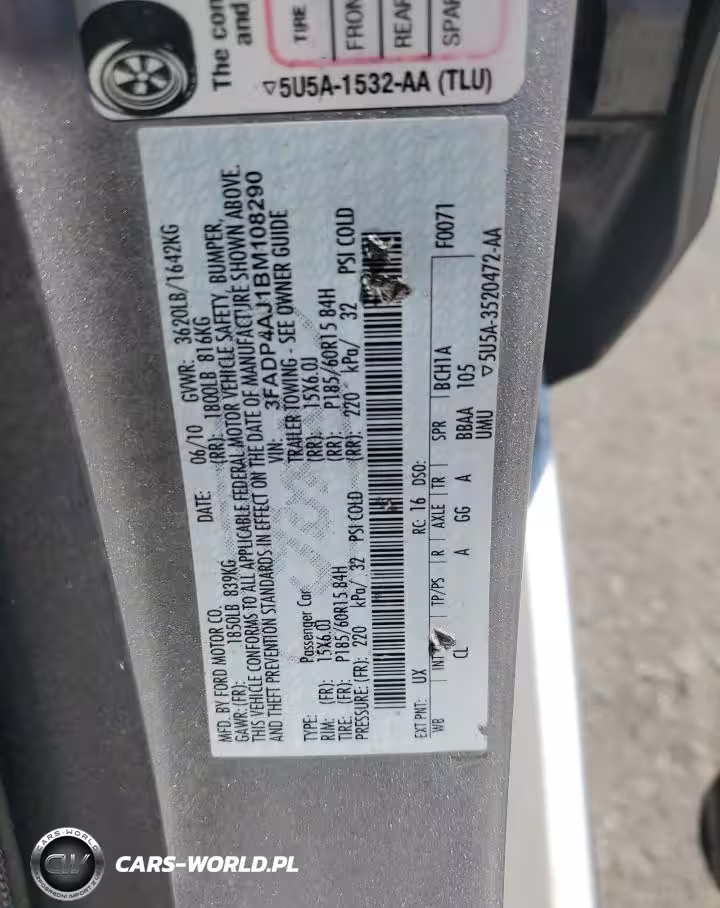 The con
and
TIRE
FRON
REAR
SPAR
▽5U5A-1532-AA (TLU)
MFD. BY FORD MOTOR CO.
DATE: 06/10 GVWR: 3620LB/1642KG
GAWR: (FR): 1850LB 839KG (RR): 1800LB 816KG
THIS VEHICLE CONFORMS TO ALL APPLICABLE FEDERAL MOTOR VEHICLE SAFETY, BUMPER,
AND THEFT PREVENTION STANDARDS IN EFFECT ON THE DATE OF MANUFACTURE SHOWN ABOVE.
VIN: 3FADP4AJ1BM108290
TYPE: Passenger Car TRAILER TOWING - SEE OWNER GUIDE
RIM: (FR): 15X6.0J (RR): 15X6.0J
TIRE: (FR): P185/60R15 84H (RR): P185/60R15 84H
PRESSURE: (FR): 220 kPa/ 32 PSI COLD (RR): 220 kPa/ 32 PSI COLD
EXT PNT: UX RC: 16 DSO: F0071
WB INT TP/PS R AXLE TR SPR BCH1A
CL A GG A BBAA 105
UMU ▽5U5A-3520472-AA
CARS-WORLD
CW
CARS-WORLD.PL